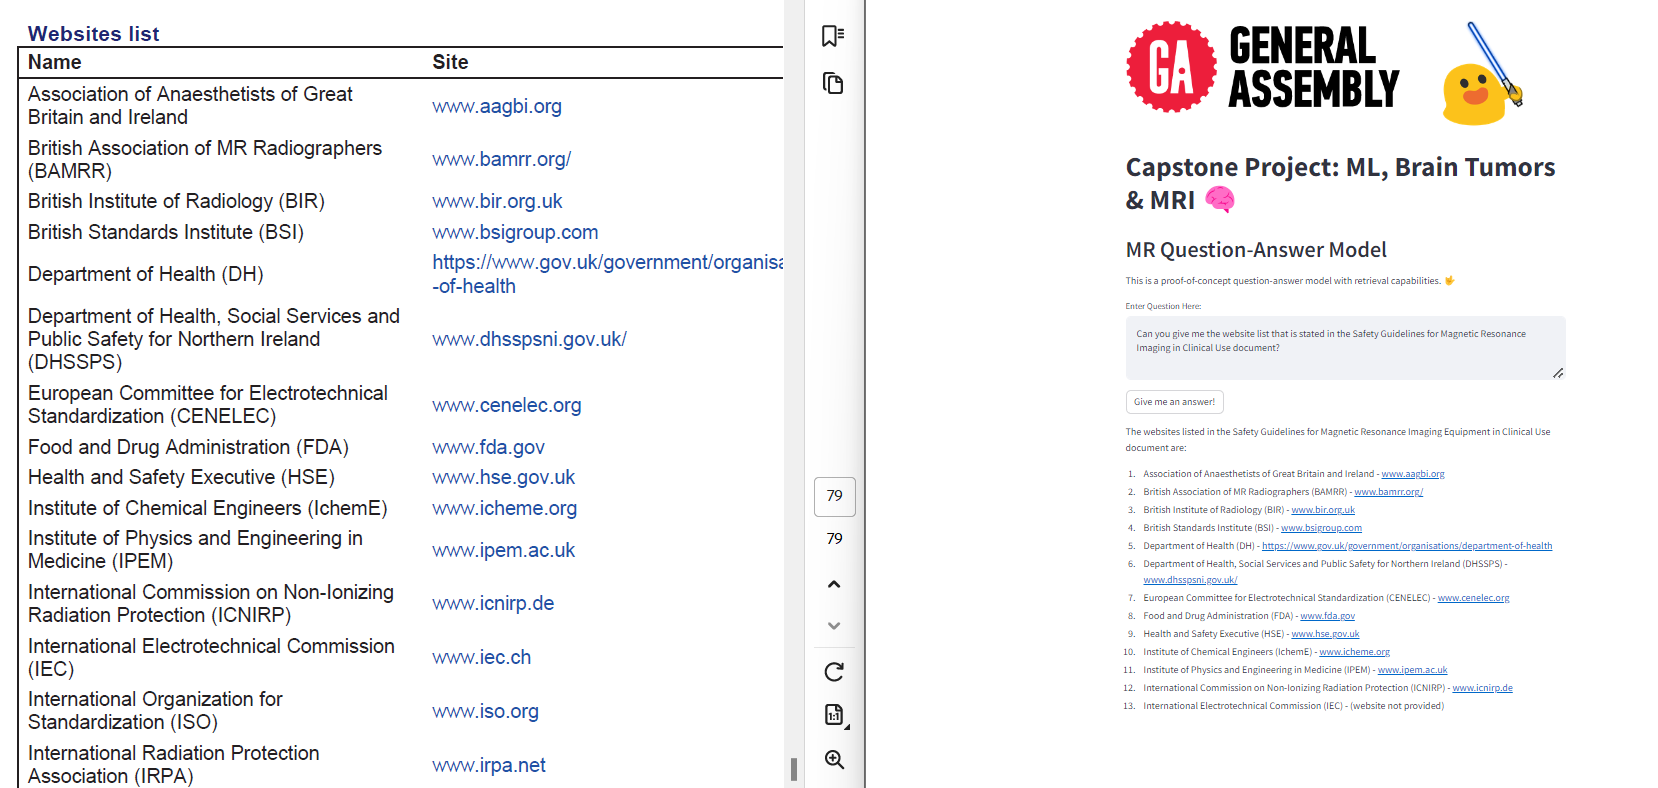 Websites list
Name Site
Association of Anaesthetists of Great
Britain and Ireland
www.aagbi.org
British Association of MR Radiographers
(BAMRR)
www.bamrr.org/
British Institute of Radiology (BIR) www.bir.org.uk
British Standards Institute (BSI) www.bsigroup.com
Department of Health (DH)
https://www.gov.uk/government/organisa
-of-health
Department of Health, Social Services and
Public Safety for Northern Ireland
(DHSSPS)
www.dhsspsni.gov.uk/
European Committee for Electrotechnical
Standardization (CENELEC)
www.cenelec.org
Food and Drug Administration (FDA) www.fda.gov
Health and Safety Executive (HSE) www.hse.gov.uk
Institute of Chemical Engineers (IchemE) www.icheme.org
Institute of Physics and Engineering in
Medicine (IPEM)
www.ipem.ac.uk
International Commission on Non-Ionizing
Radiation Protection (ICNIRP)
www.icnirp.de
International Electrotechnical Commission
(IEC)
www.iec.ch
International Organization for
Standardization (ISO)
www.iso.org
International Radiation Protection
Association (IRPA)
www.irpa.net
79
79
1:1
GA
GENERAL
ASSEMBLY
Capstone Project: ML, Brain Tumors
& MRI
MR Question-Answer Model
This is a proof-of-concept question-answer model with retrieval capabilities.
Enter Question Here:
Can you give me the website list that is stated in the Safety Guidelines for Magnetic Resonance
Imaging in Clinical Use document?
Give me an answer!
The websites listed in the Safety Guidelines for Magnetic Resonance Imaging Equipment in Clinical Use
document are:
1. Association of Anaesthetists of Great Britain and Ireland - www.aagbi.org
2. British Association of MR Radiographers (BAMRR) - www.bamrr.org/
3. British Institute of Radiology (BIR) - www.bir.org.uk
4. British Standards Institute (BSI) - www.bsigroup.com
5. Department of Health (DH) - https://www.gov.uk/government/organisations/department-of-health
6. Department of Health, Social Services and Public Safety for Northern Ireland (DHSSPS) -
www.dhsspsni.gov.uk/
7. European Committee for Electrotechnical Standardization (CENELEC) - www.cenelec.org
8. Food and Drug Administration (FDA) - www.fda.gov
9. Health and Safety Executive (HSE) - www.hse.gov.uk
10. Institute of Chemical Engineers (IchemE) - www.icheme.org
11. Institute of Physics and Engineering in Medicine (IPEM) - www.ipem.ac.uk
12. International Commission on Non-Ionizing Radiation Protection (ICNIRP) - www.icnirp.de
13. International Electrotechnical Commission (IEC) - (website not provided)